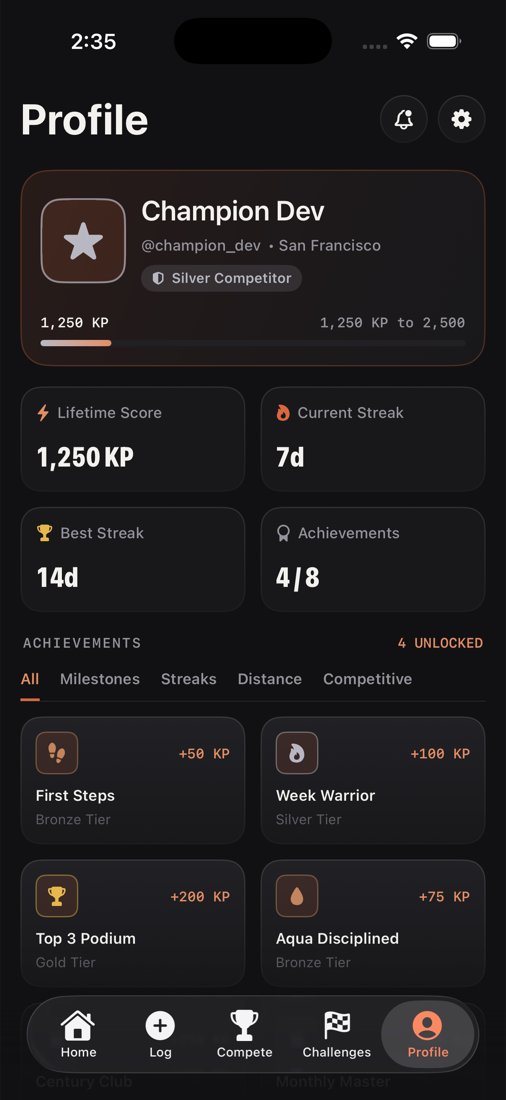 2:35
Profile
Champion Dev
@champion_dev • San Francisco
Silver Competitor
1,250 KP 1,250 KP to 2,500
Lifetime Score Current Streak
1,250 KP 7d
Best Streak Achievements
14d 4/8
ACHIEVEMENTS 4 UNLOCKED
All Milestones Streaks Distance Competitive
+50 KP +100 KP
First Steps Week Warrior
Bronze Tier Silver Tier
+200 KP +75 KP
Top 3 Podium Aqua Disciplined
Gold Tier Bronze Tier
Home Log Compete Challenges Profile
Century Club Monthly Master